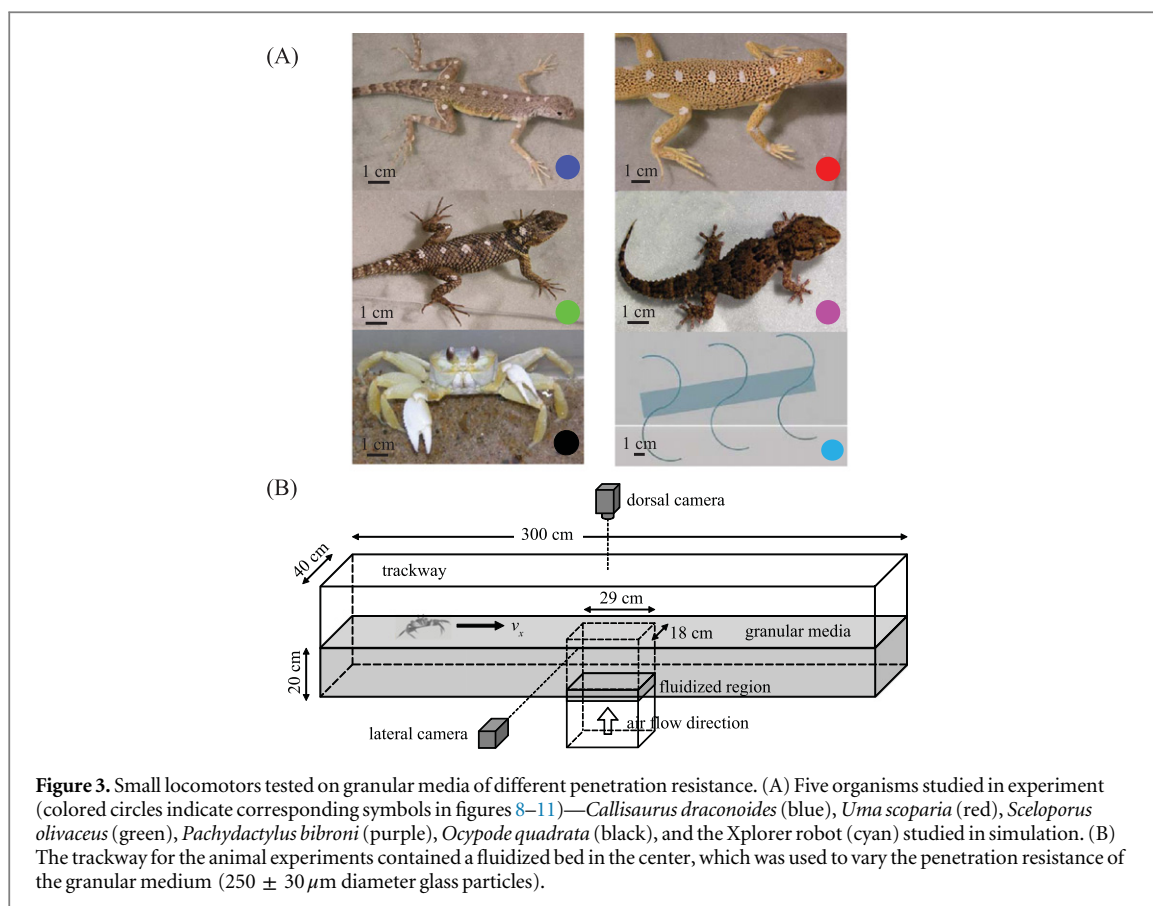 (A)
1 cm
1 cm
1 cm
1 cm
1 cm
1 cm
(B)
dorsal camera
300 cm
40 cm
trackway
29 cm
v_x
18 cm
granular media
20 cm
fluidized region
lateral camera
air flow direction
Figure 3. Small locomotors tested on granular media of different penetration resistance. (A) Five organisms studied in experiment
(colored circles indicate corresponding symbols in figures 8–11)—Callisaurus draconoides (blue), Uma scoparia (red), Sceloporus
olivaceus (green), Pachydactylus bibroni (purple), Ocypode quadrata (black), and the Xplorer robot (cyan) studied in simulation. (B)
The trackway for the animal experiments contained a fluidized bed in the center, which was used to vary the penetration resistance of
the granular medium (250 ± 30 μm diameter glass particles).